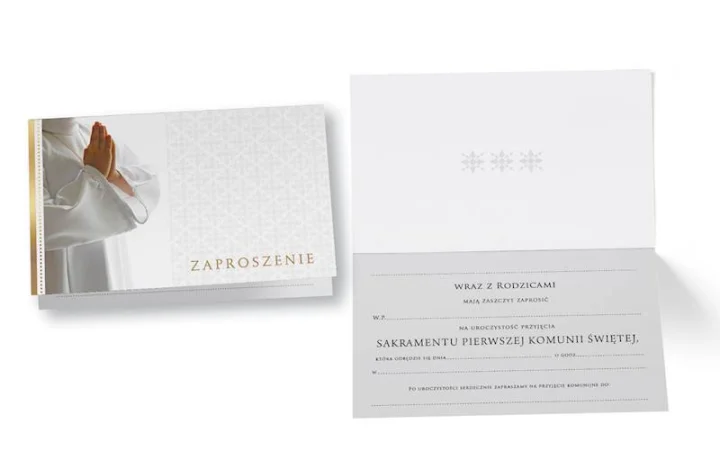 ZAPROSZENIE
WRAZ Z RODZICAMI
MAJĄ ZASZCZYT ZAPROSIĆ
W.P.
NA UROCZYSTOŚĆ PRZYJĘCIA
SAKRAMENTU PIERWSZEJ KOMUNII ŚWIĘTEJ,
KTÓRA ODBĘDZIE SIĘ DNIA O GODZ.
W
PO UROCZYSTOŚCI SERDECZNIE ZAPRASZAMY NA PRZYJĘCIE KOMUNIJNE DO: